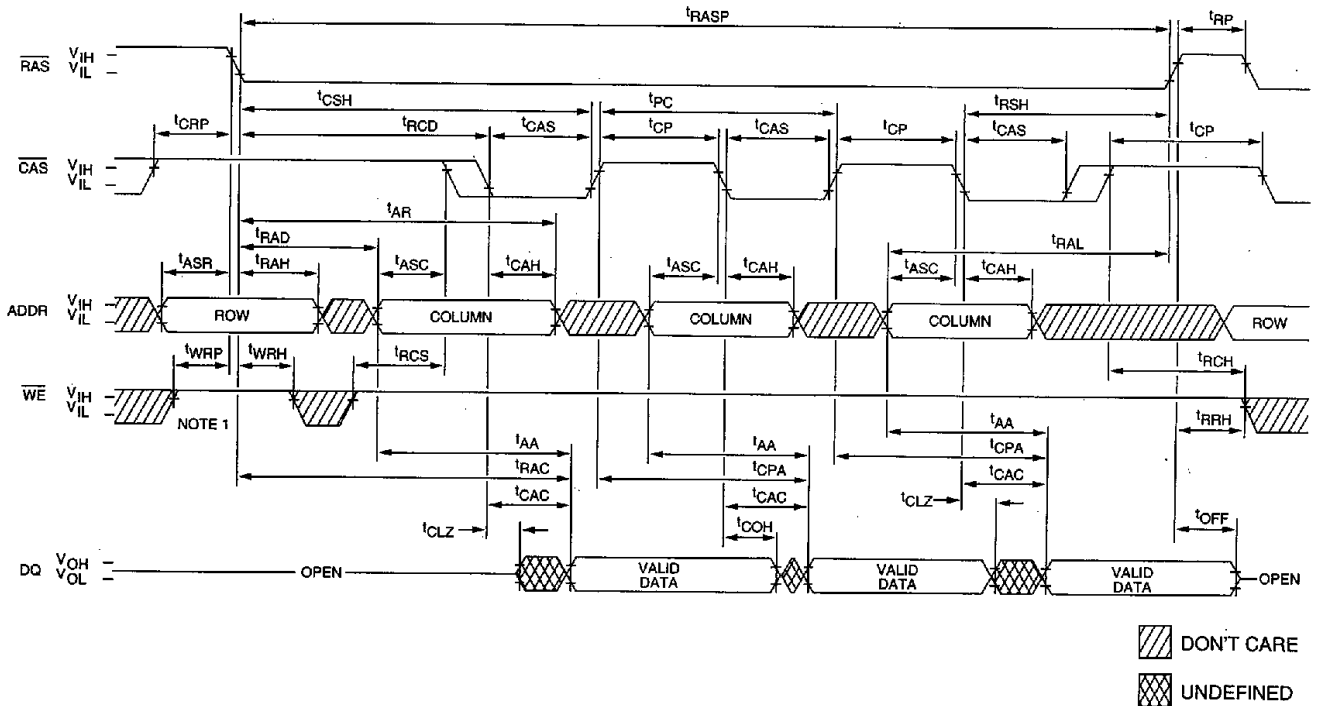 tRASP
tRP
RAS VIH
VIL
tCSH tPC tRSH
tCRP tRCD tCAS tCP tCAS tCP tCAS tCP
CAS VIH
VIL
tAR
tRAD tRAL
tASR tRAH tASC tCAH tASC tCAH tASC tCAH
ADDR VIH
VIL
ROW COLUMN COLUMN COLUMN ROW
tWRP tWRH tRCS tRCH
WE VIH
VIL
NOTE 1
tRRH
tAA tAA tAA
tRAC tCPA tCPA
tCAC tCAC tCAC
tCLZ tCOH tCLZ tOFF
DQ VOH
VOL
OPEN
VALID
DATA
VALID
DATA
VALID
DATA
OPEN
DON'T CARE
UNDEFINED